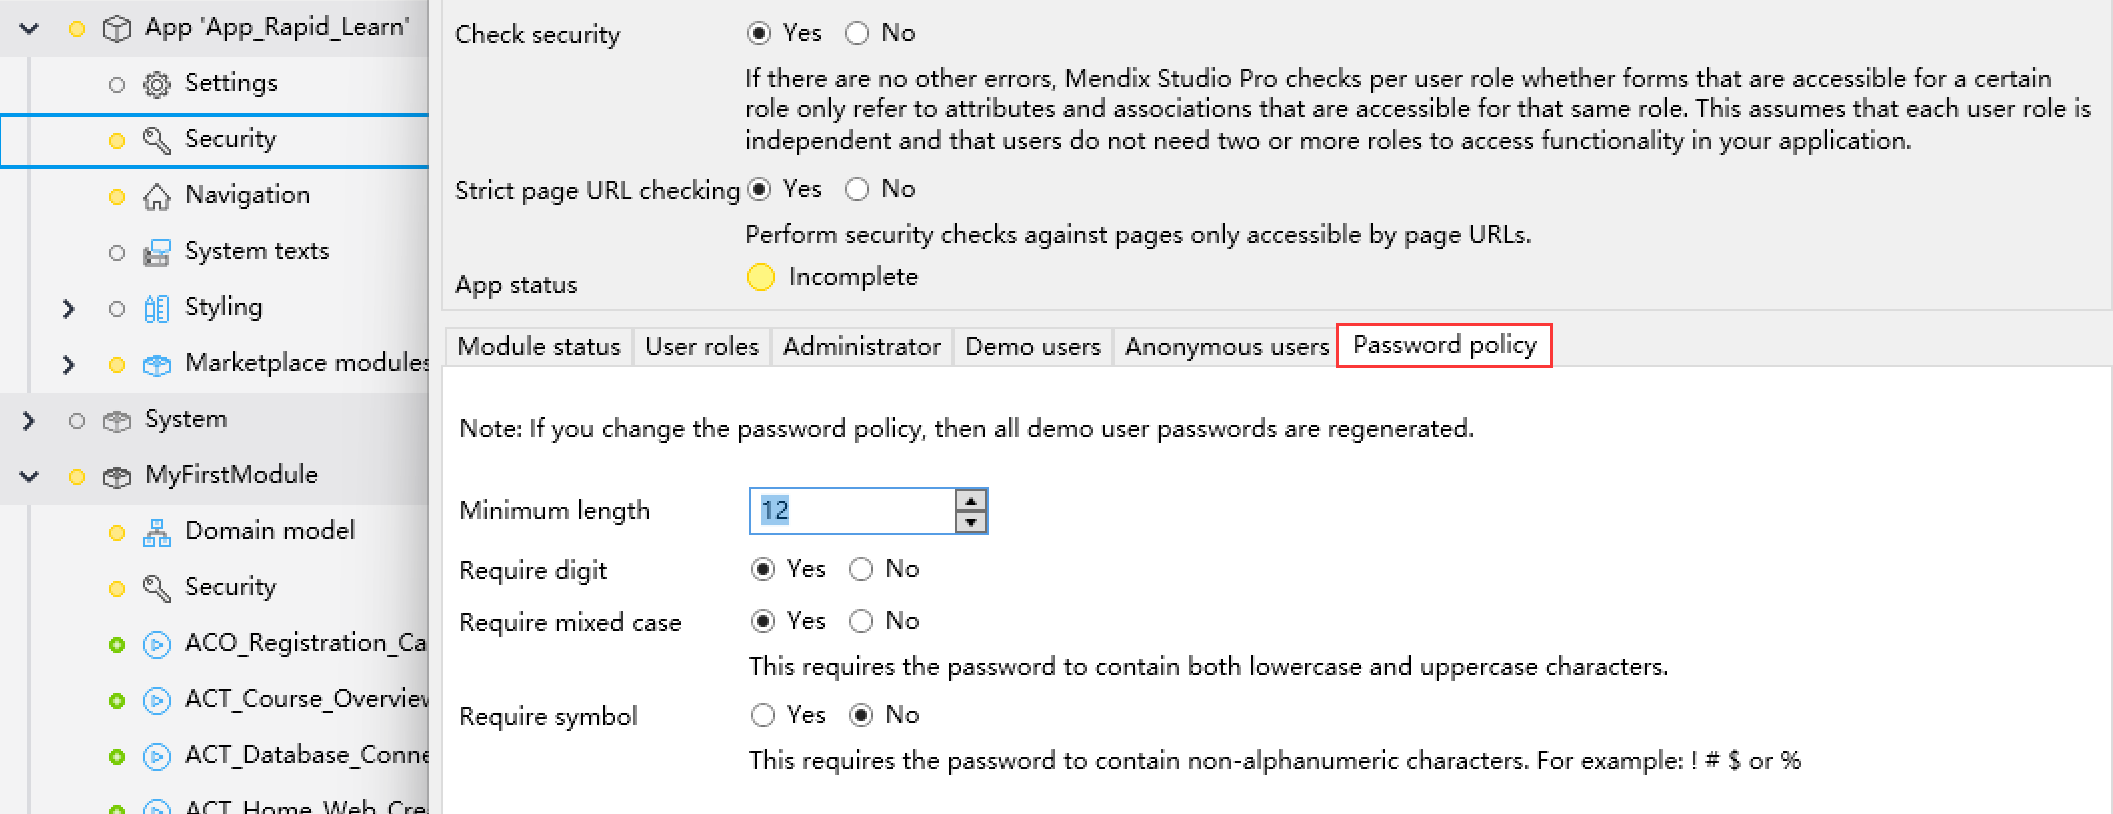 App 'App_Rapid_Learn'
Settings
Security
Navigation
System texts
Styling
Marketplace modules
System
MyFirstModule
Domain model
Security
ACO_Registration_Ca
ACT_Course_Overview
ACT_Database_Conne
ACT_Home_Web_Cre
Check security
Yes No
If there are no other errors, Mendix Studio Pro checks per user role whether forms that are accessible for a certain
role only refer to attributes and associations that are accessible for that same role. This assumes that each user role is
independent and that users do not need two or more roles to access functionality in your application.
Strict page URL checking Yes No
Perform security checks against pages only accessible by page URLs.
App status Incomplete
Module status User roles Administrator Demo users Anonymous users Password policy
Note: If you change the password policy, then all demo user passwords are regenerated.
Minimum length 12
Require digit Yes No
Require mixed case Yes No
This requires the password to contain both lowercase and uppercase characters.
Require symbol Yes No
This requires the password to contain non-alphanumeric characters. For example: ! # $ or %